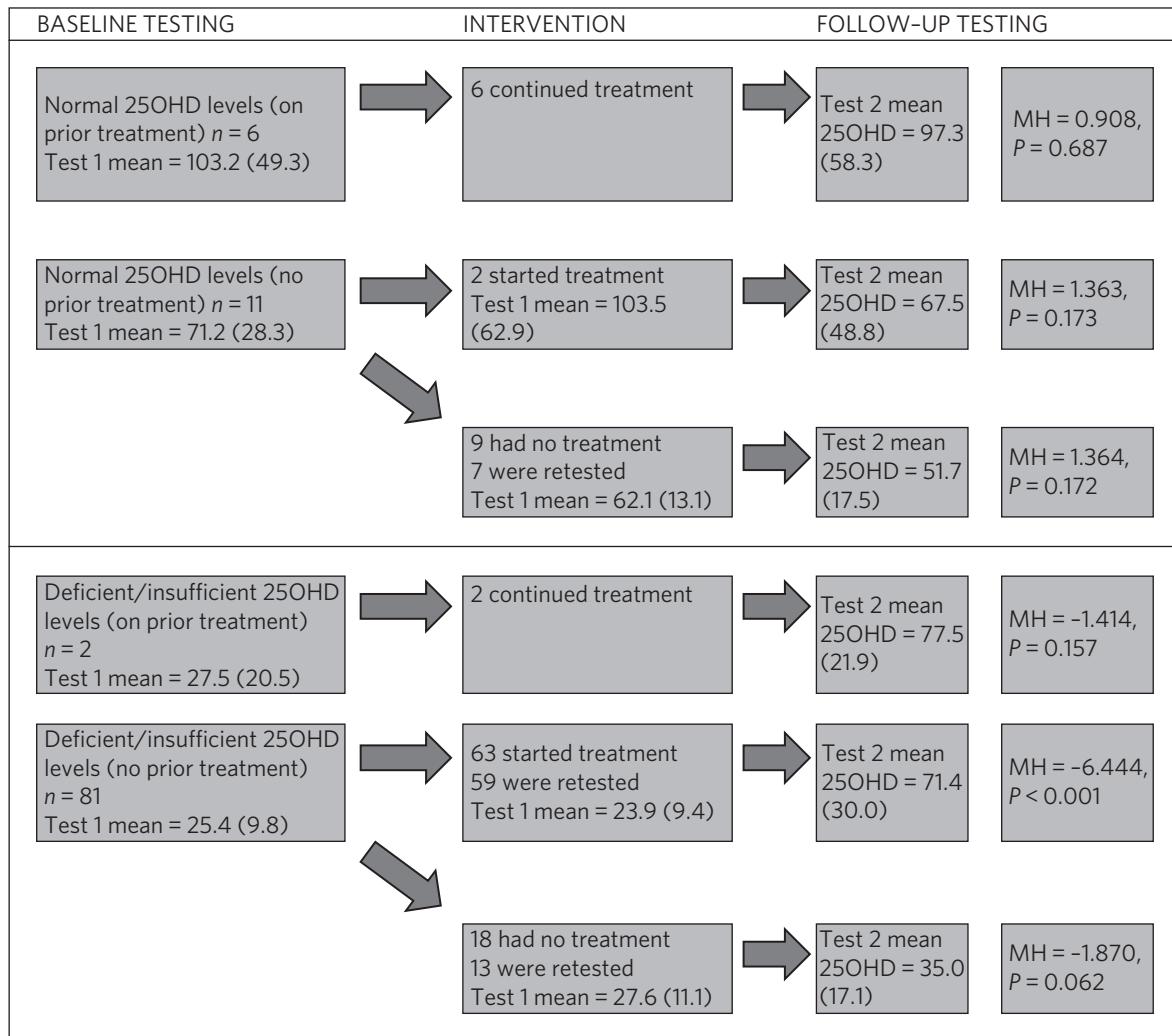 BASELINE TESTING INTERVENTION FOLLOW-UP TESTING
Normal 25OHD levels (on
prior treatment) n = 6
Test 1 mean = 103.2 (49.3)
6 continued treatment
Test 2 mean
25OHD = 97.3
(58.3)
MH = 0.908,
P = 0.687
Normal 25OHD levels (no
prior treatment) n = 11
Test 1 mean = 71.2 (28.3)
2 started treatment
Test 1 mean = 103.5
(62.9)
Test 2 mean
25OHD = 67.5
(48.8)
MH = 1.363,
P = 0.173
9 had no treatment
7 were retested
Test 1 mean = 62.1 (13.1)
Test 2 mean
25OHD = 51.7
(17.5)
MH = 1.364,
P = 0.172
Deficient/insufficient 25OHD
levels (on prior treatment)
n = 2
Test 1 mean = 27.5 (20.5)
2 continued treatment
Test 2 mean
25OHD = 77.5
(21.9)
MH = –1.414,
P = 0.157
Deficient/insufficient 25OHD
levels (no prior treatment)
n = 81
Test 1 mean = 25.4 (9.8)
63 started treatment
59 were retested
Test 1 mean = 23.9 (9.4)
Test 2 mean
25OHD = 71.4
(30.0)
MH = –6.444,
P < 0.001
18 had no treatment
13 were retested
Test 1 mean = 27.6 (11.1)
Test 2 mean
25OHD = 35.0
(17.1)
MH = –1.870,
P = 0.062